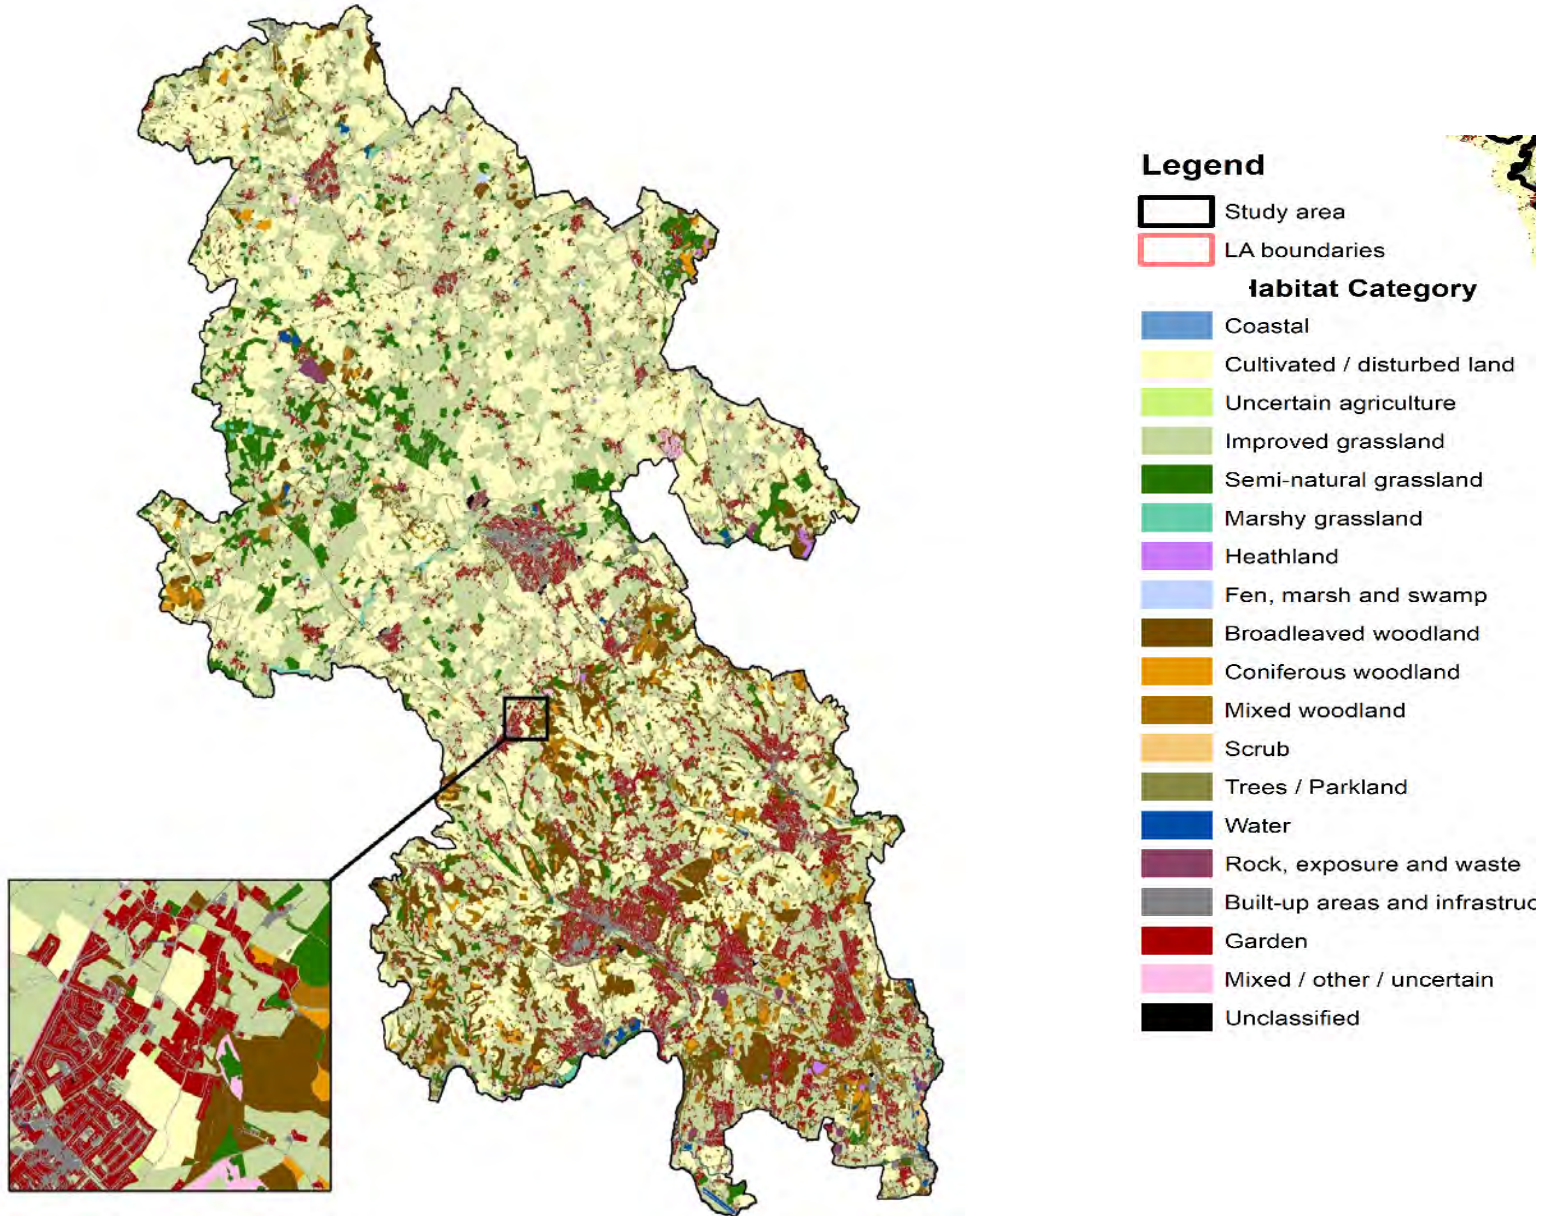 Legend
Study area
LA boundaries
Habitat Category
Coastal
Cultivated / disturbed land
Uncertain agriculture
Improved grassland
Semi-natural grassland
Marshy grassland
Heathland
Fen, marsh and swamp
Broadleaved woodland
Coniferous woodland
Mixed woodland
Scrub
Trees / Parkland
Water
Rock, exposure and waste
Built-up areas and infrastruc
Garden
Mixed / other / uncertain
Unclassified